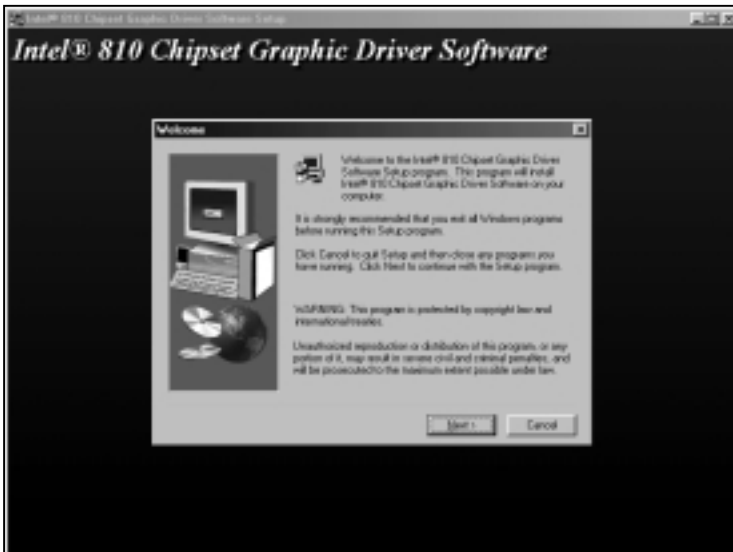 Intel® 810 Chipset Graphic Driver Software Setup
Intel® 810 Chipset Graphic Driver Software
Welcome
Welcome to the Intel® 810 Chipset Graphic Driver
Software Setup program. This program will install
Intel® 810 Chipset Graphic Driver Software on your
computer.
It is strongly recommended that you exit all Windows programs
before running this Setup program.
Click Cancel to quit Setup and then close any programs you
have running. Click Next to continue with the Setup program.
WARNING: This program is protected by copyright law and
international treaties.
Unauthorized reproduction or distribution of this program, or any
portion of it, may result in severe civil and criminal penalties, and
will be prosecuted to the maximum extent possible under law.
Next >
Cancel